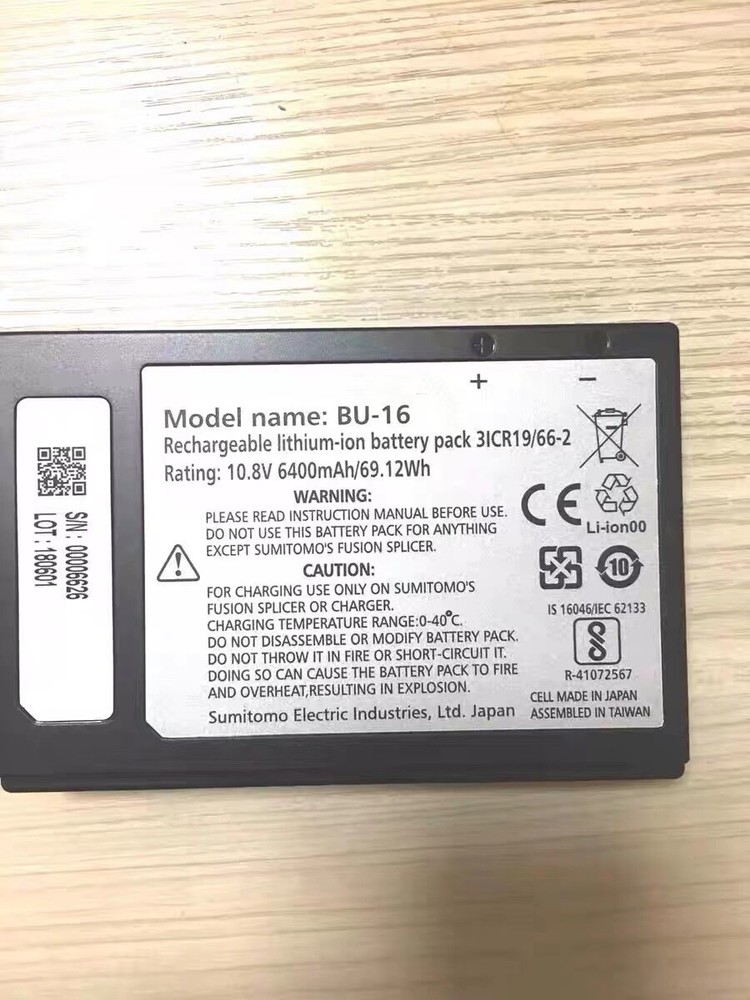 + −
Model name: BU-16
Rechargeable lithium-ion battery pack 3ICR19/66-2
Rating: 10.8V 6400mAh/69.12Wh
WARNING:
PLEASE READ INSTRUCTION MANUAL BEFORE USE.
DO NOT USE THIS BATTERY PACK FOR ANYTHING
EXCEPT SUMITOMO'S FUSION SPLICER.
CAUTION:
FOR CHARGING USE ONLY ON SUMITOMO'S
FUSION SPLICER OR CHARGER.
CHARGING TEMPERATURE RANGE:0-40℃.
DO NOT DISASSEMBLE OR MODIFY BATTERY PACK.
DO NOT THROW IT IN FIRE OR SHORT-CIRCUIT IT.
DOING SO CAN CAUSE THE BATTERY PACK TO FIRE
AND OVERHEAT,RESULTING IN EXPLOSION.
Sumitomo Electric Industries, Ltd. Japan
CE
Li-ion00
10
IS 16046/IEC 62133
R-41072567
CELL MADE IN JAPAN
ASSEMBLED IN TAIWAN
S/N : 00006626
LOT : 180601